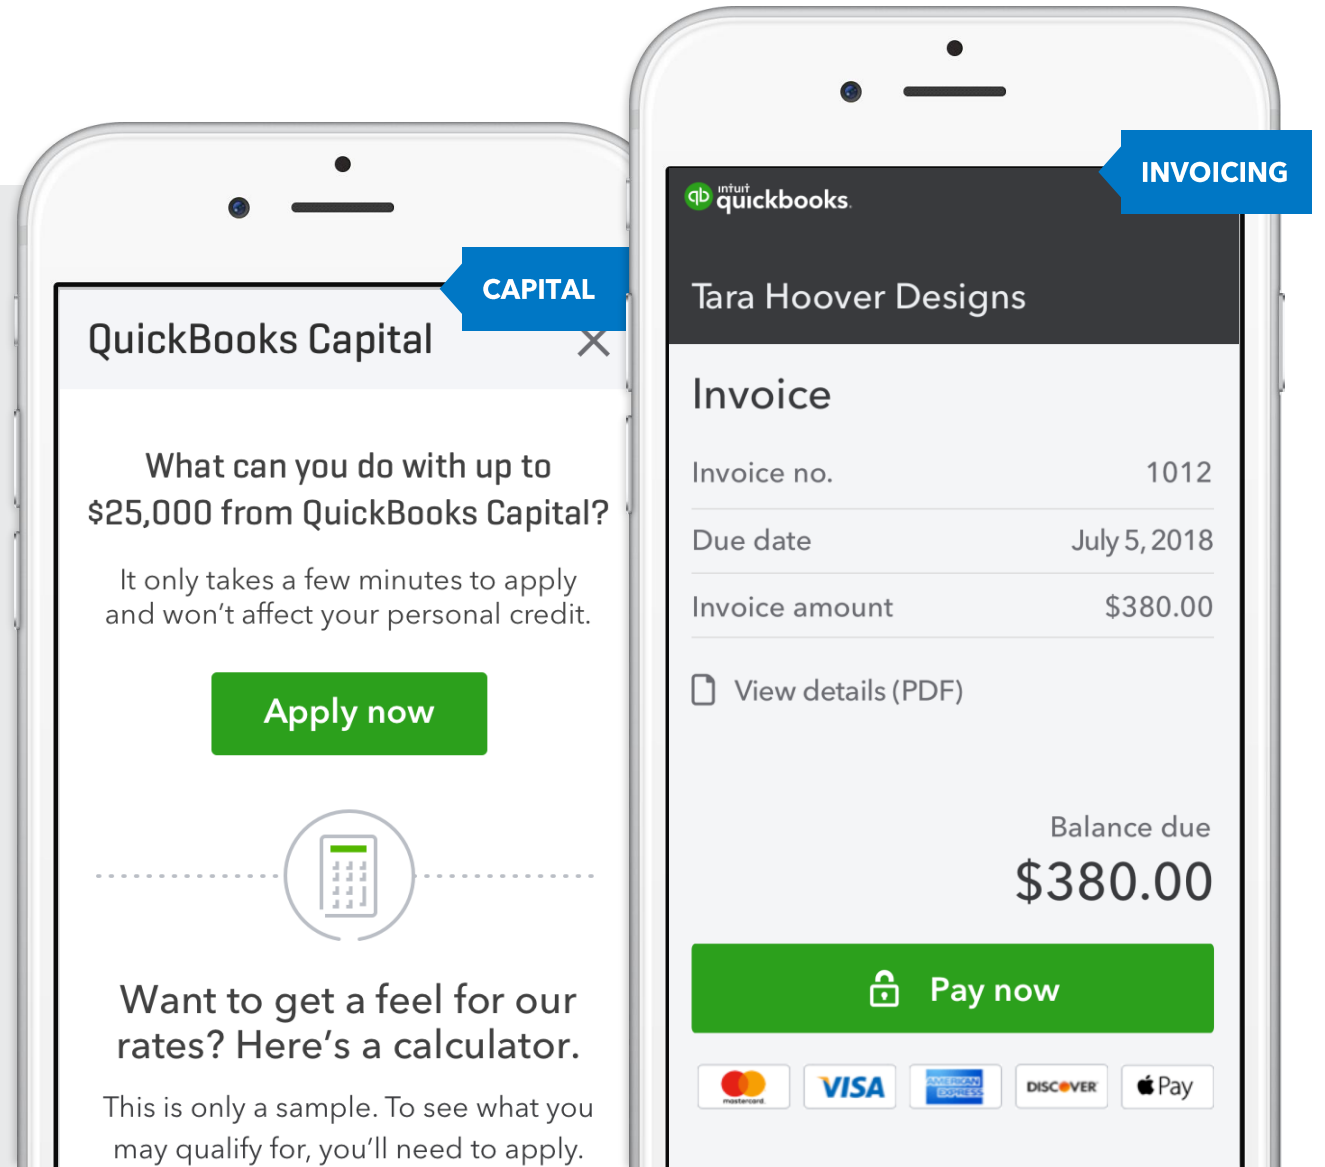 CAPITAL
QuickBooks Capital
What can you do with up to
$25,000 from QuickBooks Capital?
It only takes a few minutes to apply
and won't affect your personal credit.
Apply now
Want to get a feel for our
rates? Here's a calculator.
This is only a sample. To see what you
may qualify for, you'll need to apply.
INVOICING
qb intuit quickbooks.
Tara Hoover Designs
Invoice
Invoice no. 1012
Due date July 5, 2018
Invoice amount $380.00
View details (PDF)
Balance due
$380.00
Pay now
mastercard. VISA AMERICAN EXPRESS DISCOVER Pay